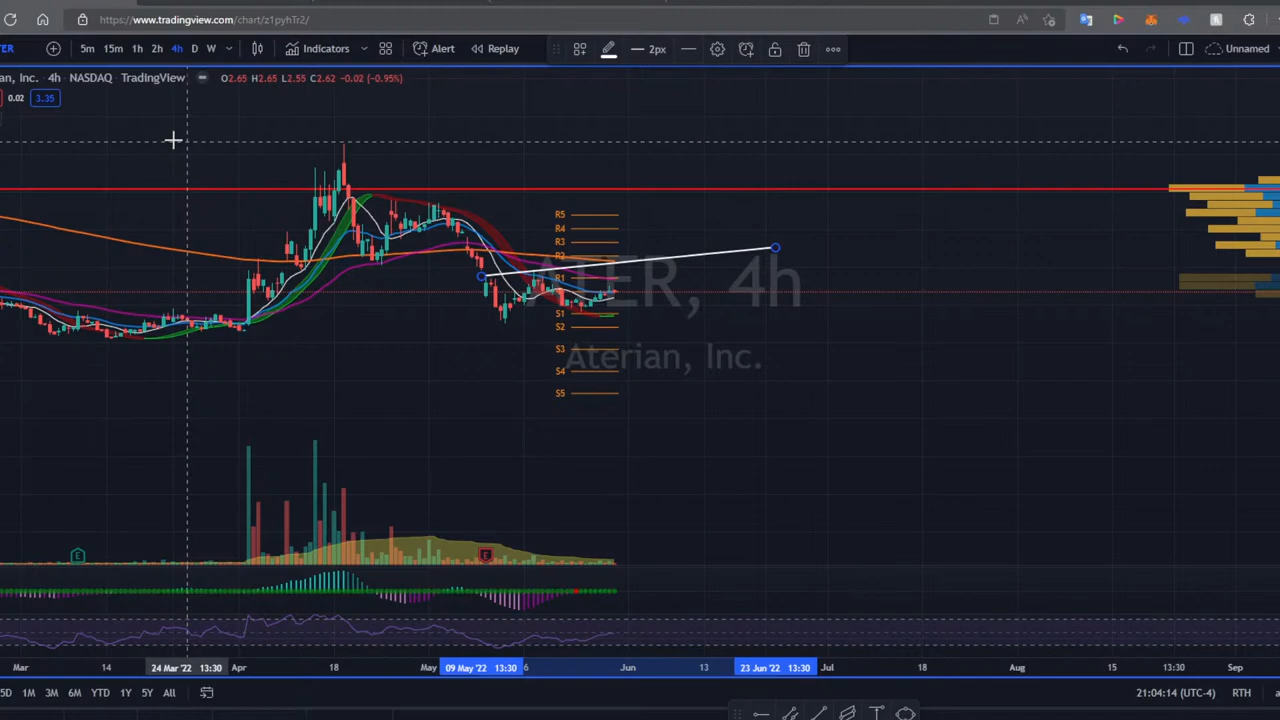 https://www.tradingview.com/chart/z1pyhTr2/
TER 5m 15m 1h 2h 4h D W Indicators Alert Replay 2px Unnamed
ian, Inc. 4h NASDAQ TradingView O2.65 H2.65 L2.55 C2.62 -0.02 (-0.95%)
0.02 3.35
R5
R4
R3
R2
R1
ATER, 4h
S1
S2
S3
Aterian, Inc.
S4
S5
E E
Mar 14 24 Mar '22 13:30 Apr 18 May 09 May '22 13:30 6 Jun 13 23 Jun '22 13:30 Jul 18 Aug 15 13:30 Sep
5D 1M 3M 6M YTD 1Y 5Y All 21:04:14 (UTC-4) RTH